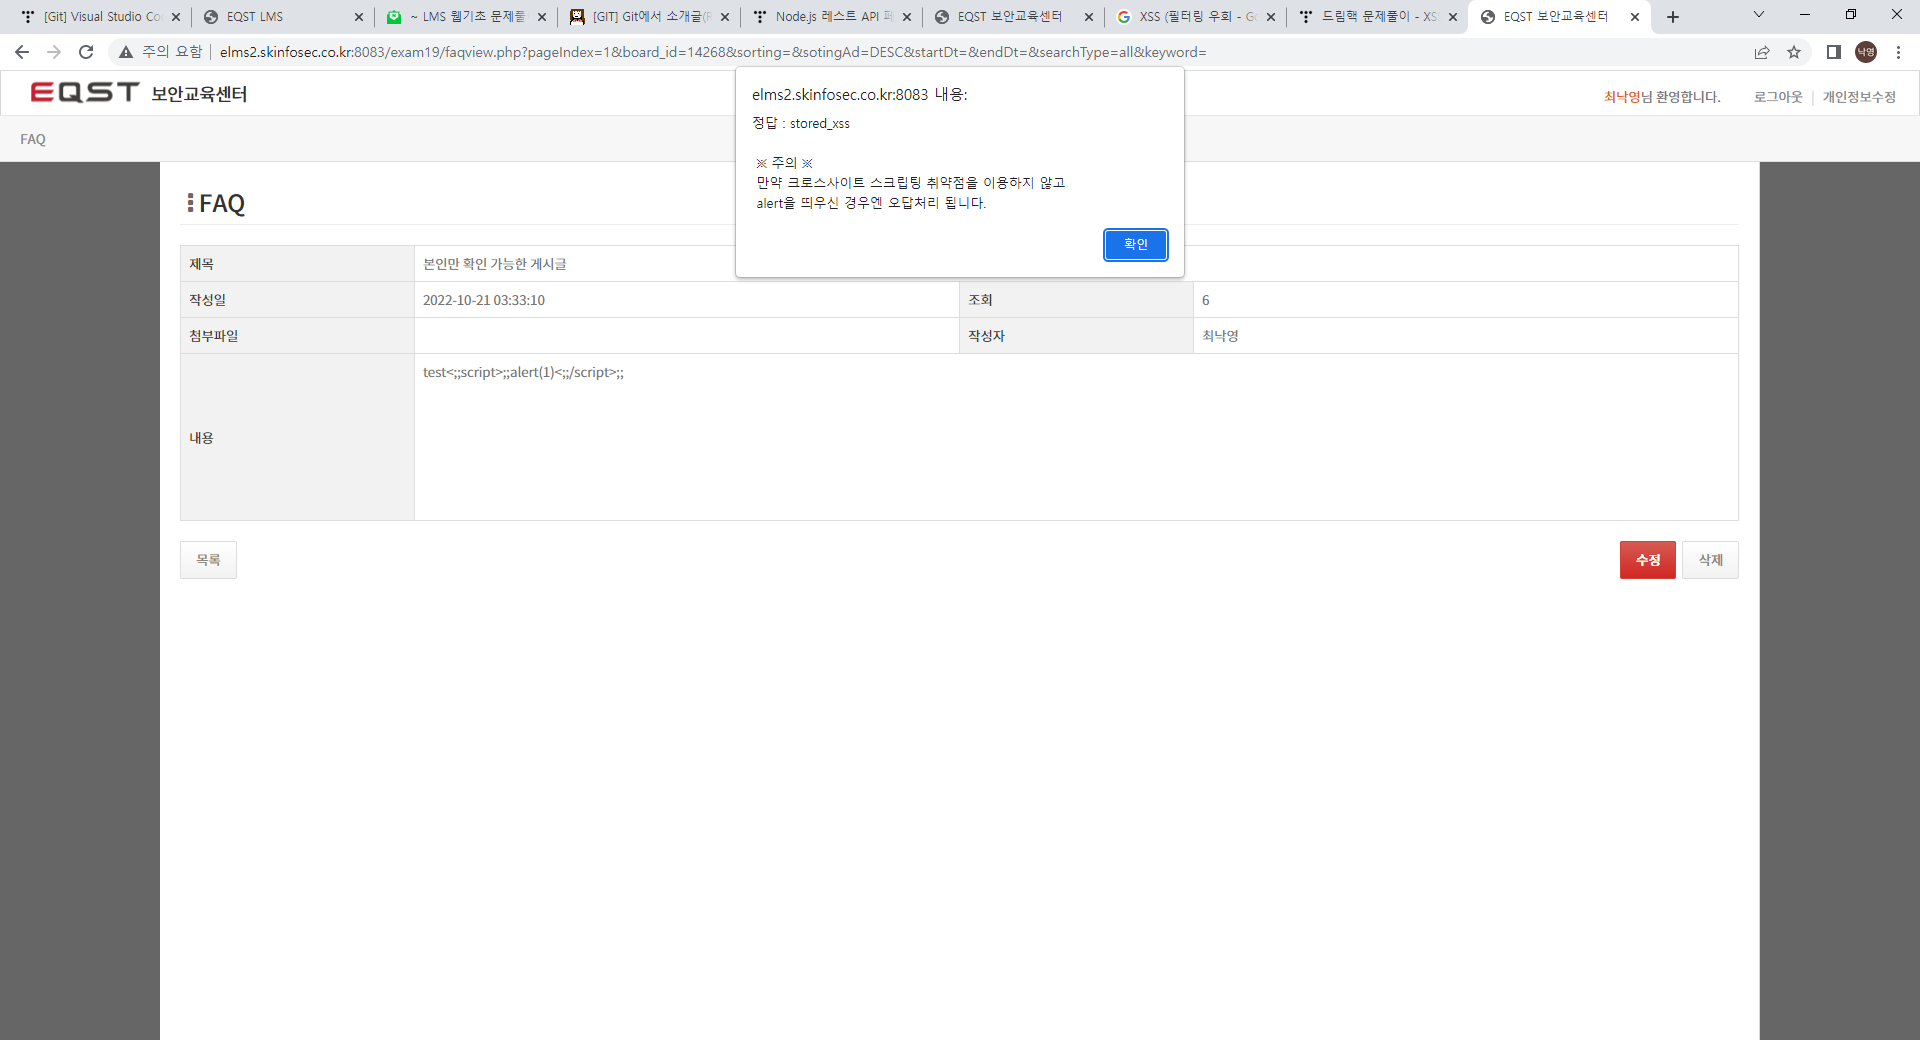 [Git] Visual Studio Co
EQST LMS
~ LMS 웹기초 문제풀
[GIT] Git에서 소개글(R
Node.js 레스트 API
EQST 보안교육센터
XSS (필터링 우회 - Go
드림핵 문제풀이 - XS
EQST 보안교육센터
주의 요함
elms2.skinfosec.co.kr:8083/exam19/faqview.php?pageIndex=1&board_id=14268&sorting=&sotingAd=DESC&startDt=&endDt=&searchType=all&keyword=
낙영
EQST 보안교육센터
최낙영님 환영합니다.
로그아웃
개인정보수정
FAQ
elms2.skinfosec.co.kr:8083 내용:
정답 : stored_xss
※ 주의 ※
만약 크로스사이트 스크립팅 취약점을 이용하지 않고
alert을 띄우신 경우엔 오답처리 됩니다.
확인
FAQ
제목
본인만 확인 가능한 게시글
작성일
2022-10-21 03:33:10
조회
6
첨부파일
작성자
최낙영
내용
test<;;script>;;alert(1)<;;/script>;;
목록
수정
삭제